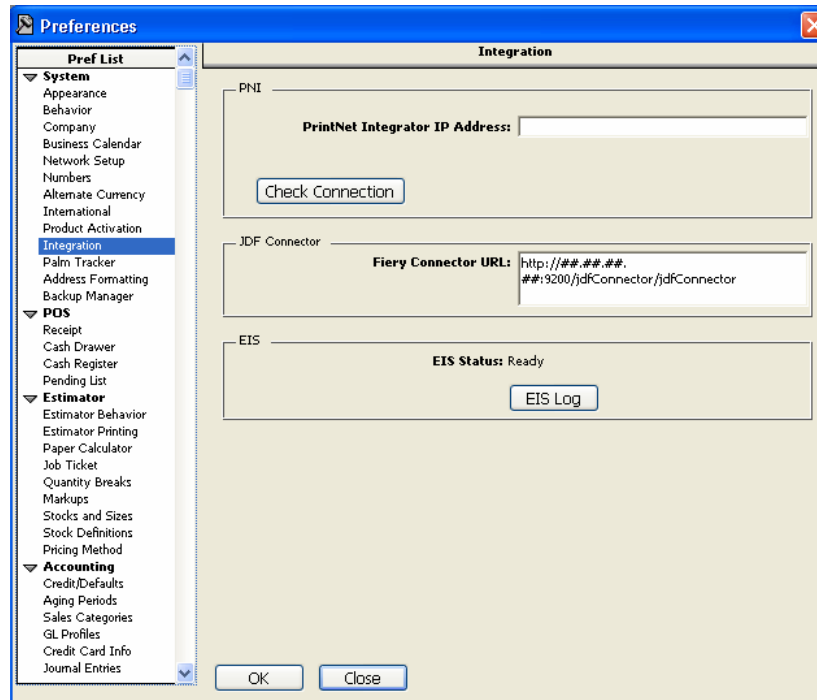 Preferences
Pref List
System
Appearance
Behavior
Company
Business Calendar
Network Setup
Numbers
Alternate Currency
International
Product Activation
Integration
Palm Tracker
Address Formatting
Backup Manager
POS
Receipt
Cash Drawer
Cash Register
Pending List
Estimator
Estimator Behavior
Estimator Printing
Paper Calculator
Job Ticket
Quantity Breaks
Markups
Stocks and Sizes
Stock Definitions
Pricing Method
Accounting
Credit/Defaults
Aging Periods
Sales Categories
GL Profiles
Credit Card Info
Journal Entries
Integration
PNI
PrintNet Integrator IP Address:
Check Connection
JDF Connector
Fiery Connector URL: http://##.##.##.
##:9200/jdfConnector/jdfConnector
EIS
EIS Status: Ready
EIS Log
OK Close